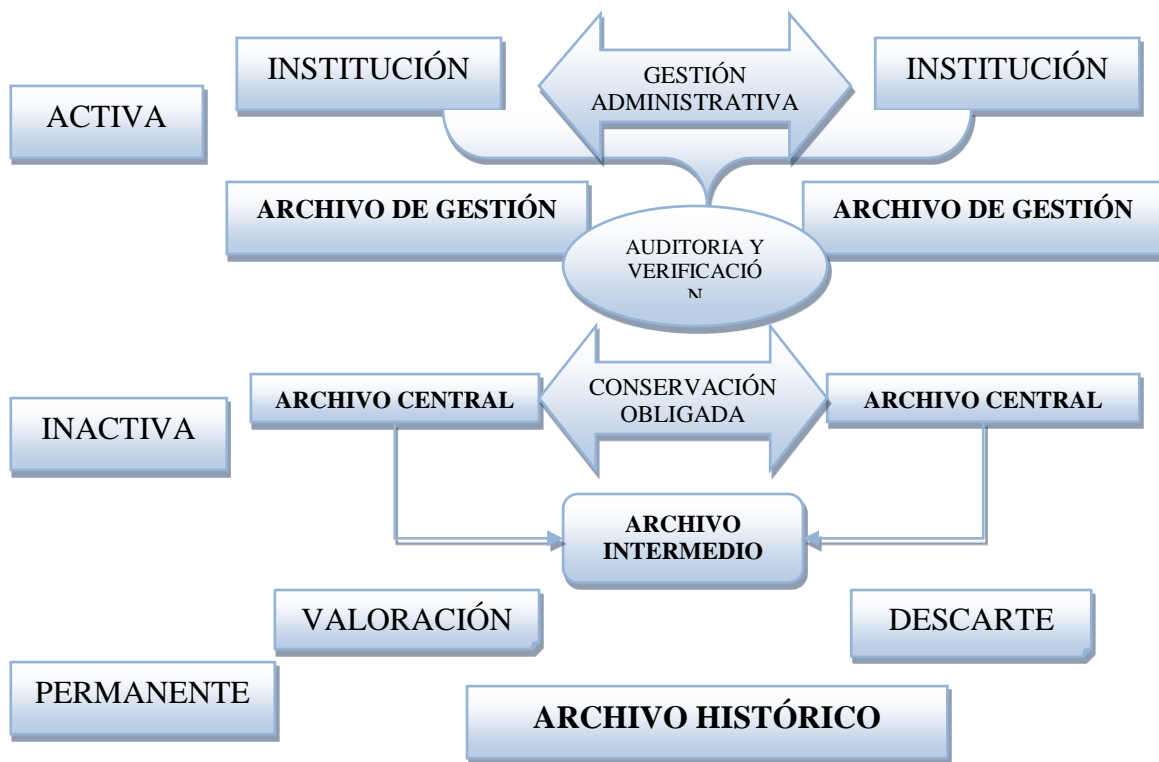 INSTITUCIÓN
GESTIÓN
ADMINISTRATIVA
INSTITUCIÓN
ACTIVA
ARCHIVO DE GESTIÓN
ARCHIVO DE GESTIÓN
AUDITORIA Y
VERIFICACIÓ
N
ARCHIVO CENTRAL
CONSERVACIÓN
OBLIGADA
ARCHIVO CENTRAL
INACTIVA
ARCHIVO
INTERMEDIO
VALORACIÓN
DESCARTE
PERMANENTE
ARCHIVO HISTÓRICO